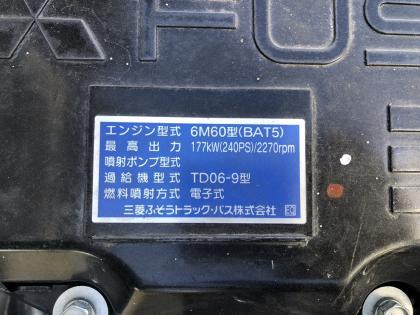 FUS
エンジン型式 6M60型(BAT5)
最高出力 177kW(240PS)/2270rpm
噴射ポンプ型式
過給機型式 TD06-9型
燃料噴射方式 電子式
三菱ふそうトラック・バス株式会社